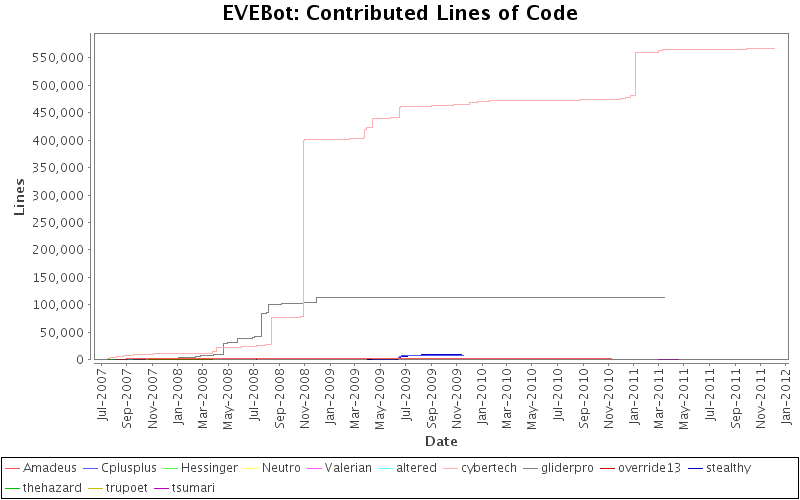 EVEBot: Contributed Lines of Code
Lines
550,000
500,000
450,000
400,000
350,000
300,000
250,000
200,000
150,000
100,000
50,000
0
Jul-2007
Sep-2007
Nov-2007
Jan-2008
Mar-2008
May-2008
Jul-2008
Sep-2008
Nov-2008
Jan-2009
Mar-2009
May-2009
Jul-2009
Sep-2009
Nov-2009
Jan-2010
Mar-2010
May-2010
Jul-2010
Sep-2010
Nov-2010
Jan-2011
Mar-2011
May-2011
Jul-2011
Sep-2011
Nov-2011
Jan-2012
Date
Amadeus Cplusplus Hessinger Neutro Valerian altered cybertech gliderpro override13 stealthy
thehazard trupoet tsumari